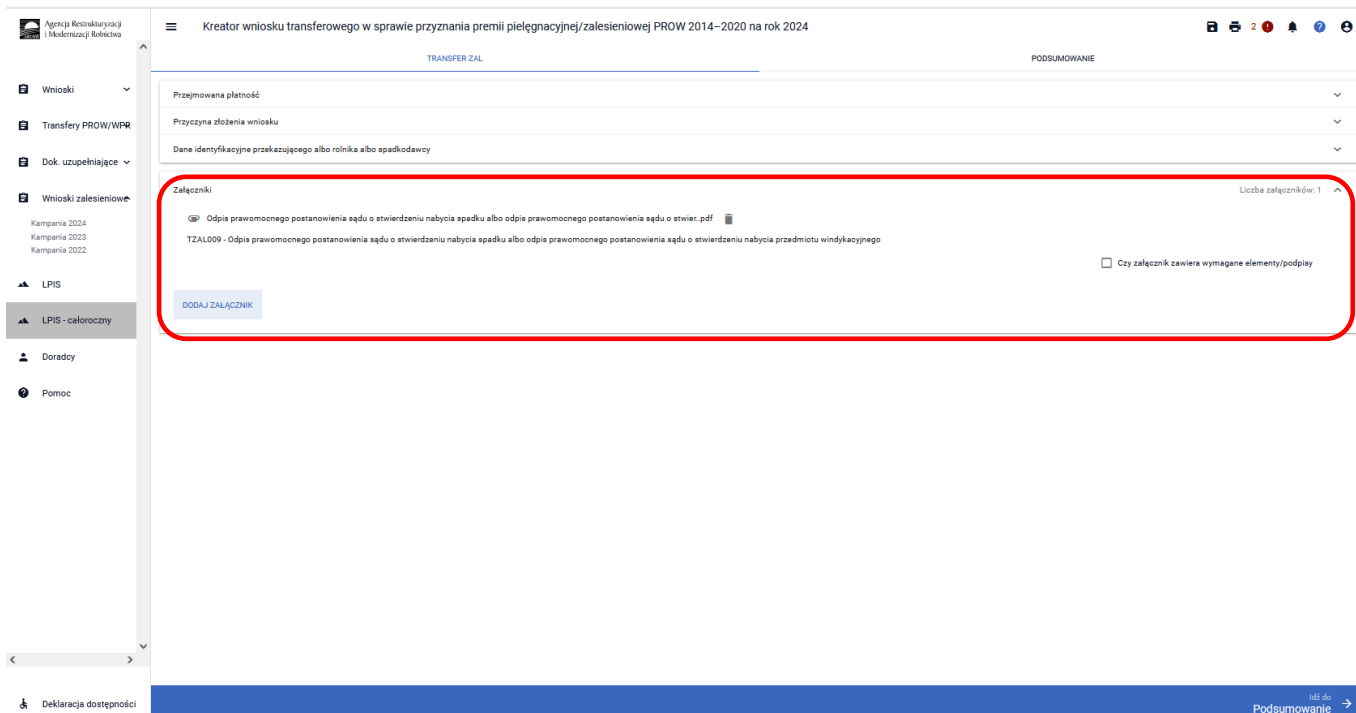 Agencja Restrukturyzacji
i Modernizacji Rolnictwa
Kreator wniosku transferowego w sprawie przyznania premii pielęgnacyjnej/zalesieniowej PROW 2014–2020 na rok 2024
2
TRANSFER ZAL
PODSUMOWANIE
Wnioski
Transfery PROW/WPR
Dok. uzupełniające
Wnioski zalesieniowe
Kampania 2024
Kampania 2023
Kampania 2022
LPIS
LPIS - całoroczny
Doradcy
Pomoc
Deklaracja dostępności
Przejmowana płatność
Przyczyna złożenia wniosku
Dane identyfikacyjne przekazującego albo rolnika albo spadkodawcy
Załączniki
Liczba załączników: 1
Odpis prawomocnego postanowienia sądu o stwierdzeniu nabycia spadku albo odpis prawomocnego postanowienia sądu o stwier..pdf
TZAL009 - Odpis prawomocnego postanowienia sądu o stwierdzeniu nabycia spadku albo odpis prawomocnego postanowienia sądu o stwierdzeniu nabycia przedmiotu windykacyjnego
Czy załącznik zawiera wymagane elementy/podpisy
DODAJ ZAŁĄCZNIK
Idź do
Podsumowanie